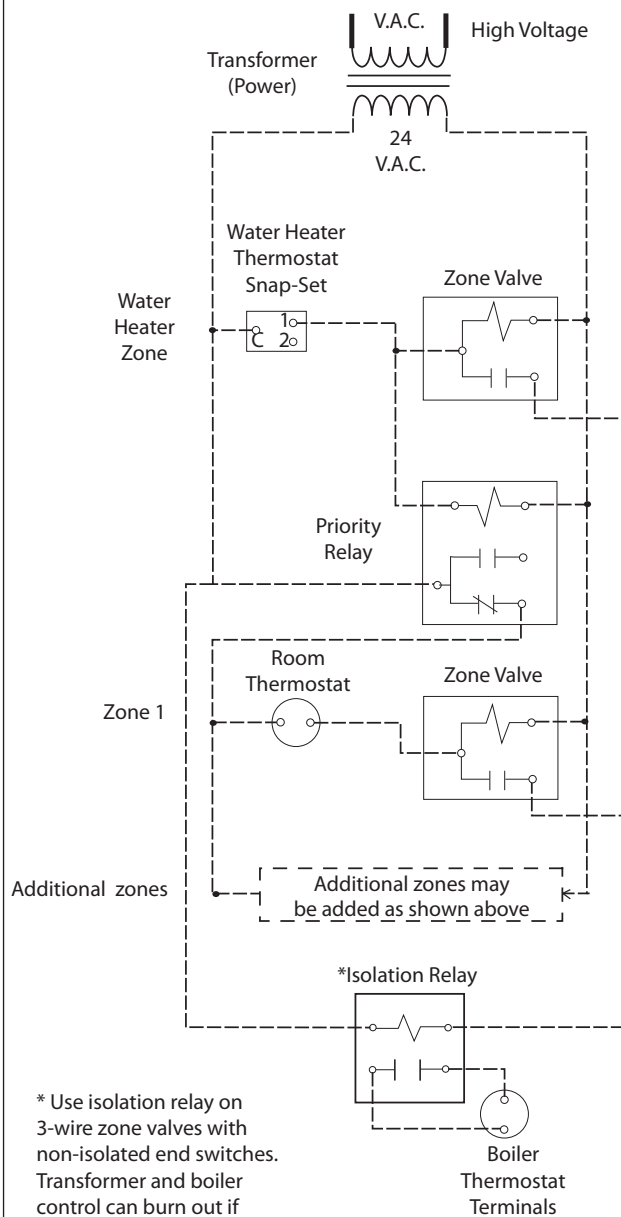 V.A.C.
High Voltage
Transformer
(Power)
24
V.A.C.
Water Heater
Thermostat
Snap-Set
Zone Valve
Water
Heater
Zone
1
C 2
Priority
Relay
Room
Thermostat
Zone Valve
Zone 1
Additional zones
Additional zones may
be added as shown above
*Isolation Relay
* Use isolation relay on
3-wire zone valves with
non-isolated end switches.
Transformer and boiler
control can burn out if
Boiler
Thermostat
Terminals